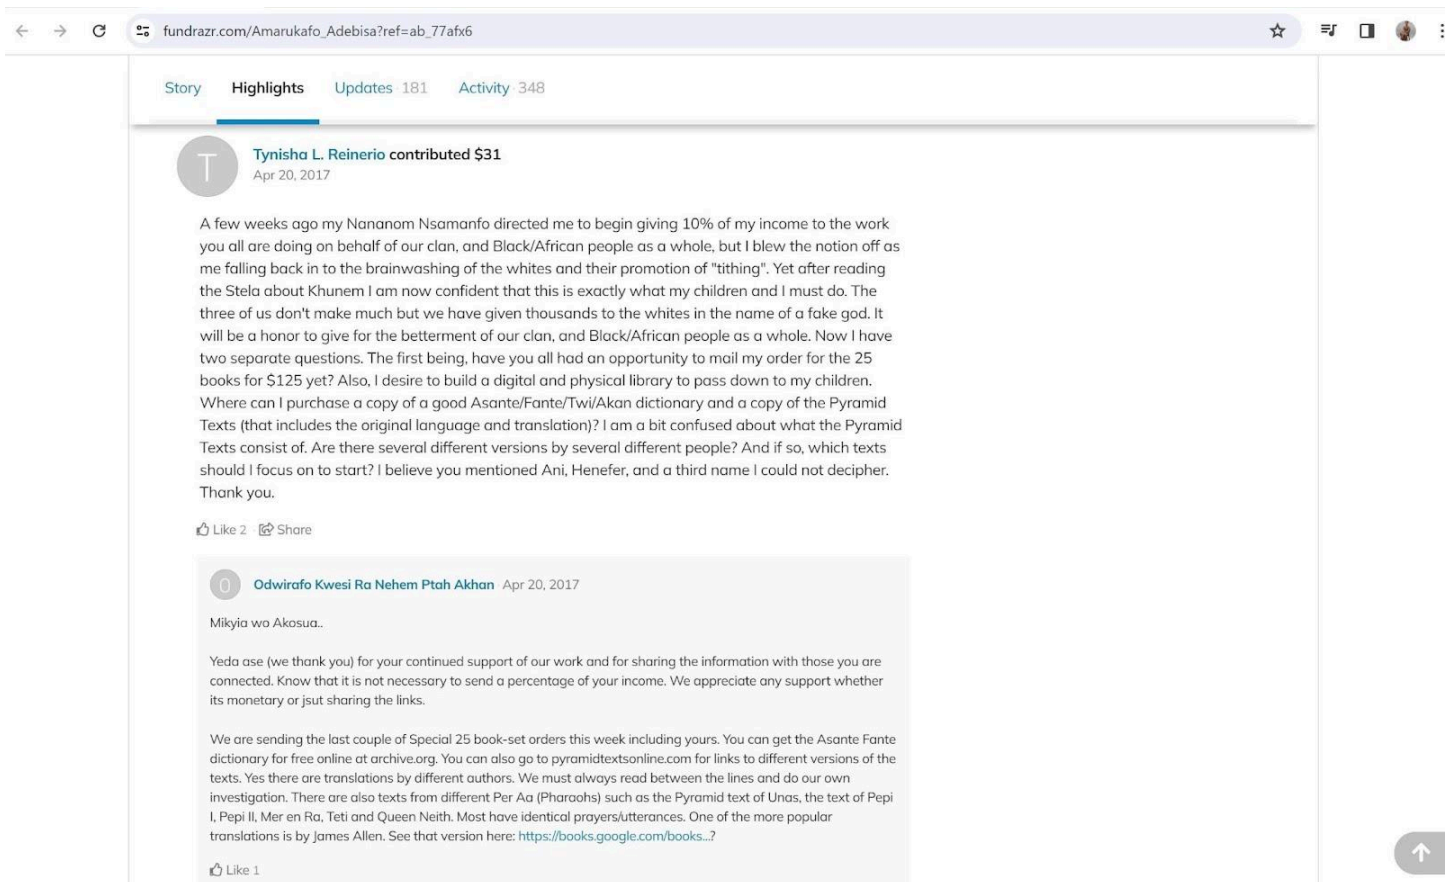 fundrazr.com/Amarukafo_Adebisa?ref=ab_77afx6
Story Highlights Updates 181 Activity 348
T
Tynisha L. Reinerio contributed $31
Apr 20, 2017
A few weeks ago my Nananom Nsamanfo directed me to begin giving 10% of my income to the work
you all are doing on behalf of our clan, and Black/African people as a whole, but I blew the notion off as
me falling back in to the brainwashing of the whites and their promotion of "tithing". Yet after reading
the Stela about Khunem I am now confident that this is exactly what my children and I must do. The
three of us don't make much but we have given thousands to the whites in the name of a fake god. It
will be a honor to give for the betterment of our clan, and Black/African people as a whole. Now I have
two separate questions. The first being, have you all had an opportunity to mail my order for the 25
books for $125 yet? Also, I desire to build a digital and physical library to pass down to my children.
Where can I purchase a copy of a good Asante/Fante/Twi/Akan dictionary and a copy of the Pyramid
Texts (that includes the original language and translation)? I am a bit confused about what the Pyramid
Texts consist of. Are there several different versions by several different people? And if so, which texts
should I focus on to start? I believe you mentioned Ani, Henefer, and a third name I could not decipher.
Thank you.
Like 2 Share
O
Odwirafo Kwesi Ra Nehem Ptah Akhan Apr 20, 2017
Mikyia wo Akosua..
Yeda ase (we thank you) for your continued support of our work and for sharing the information with those you are
connected. Know that it is not necessary to send a percentage of your income. We appreciate any support whether
its monetary or jsut sharing the links.
We are sending the last couple of Special 25 book-set orders this week including yours. You can get the Asante Fante
dictionary for free online at archive.org. You can also go to pyramidtextsonline.com for links to different versions of the
texts. Yes there are translations by different authors. We must always read between the lines and do our own
investigation. There are also texts from different Per Aa (Pharaohs) such as the Pyramid text of Unas, the text of Pepi
I, Pepi II, Mer en Ra, Teti and Queen Neith. Most have identical prayers/utterances. One of the more popular
translations is by James Allen. See that version here: https://books.google.com/books...?
Like 1